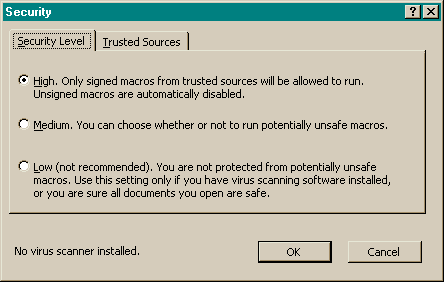 Security
Security Level Trusted Sources
High. Only signed macros from trusted sources will be allowed to run.
Unsigned macros are automatically disabled.
Medium. You can choose whether or not to run potentially unsafe macros.
Low (not recommended). You are not protected from potentially unsafe
macros. Use this setting only if you have virus scanning software installed,
or you are sure all documents you open are safe.
No virus scanner installed.
OK Cancel